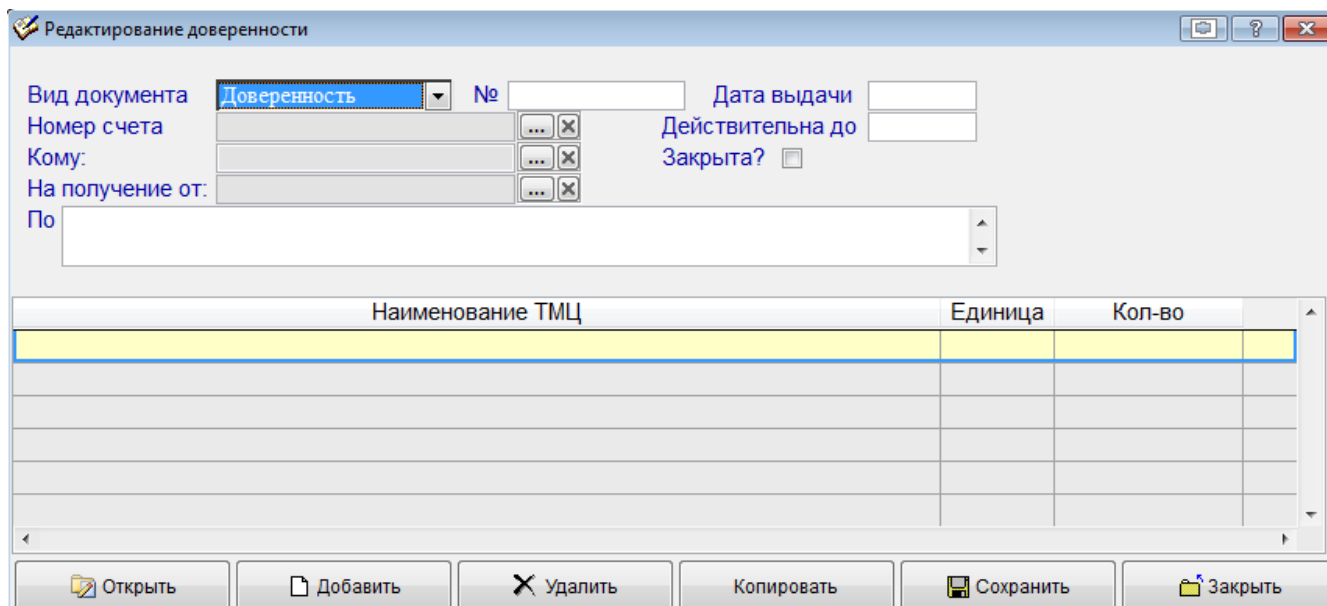 Редактирование доверенности
Вид документа Доверенность № Дата выдачи
Номер счета ... Действительна до
Кому: ... Закрыта?
На получение от: ...
По
Наименование ТМЦ Единица Кол-во
Открыть Добавить Удалить Копировать Сохранить Закрыть